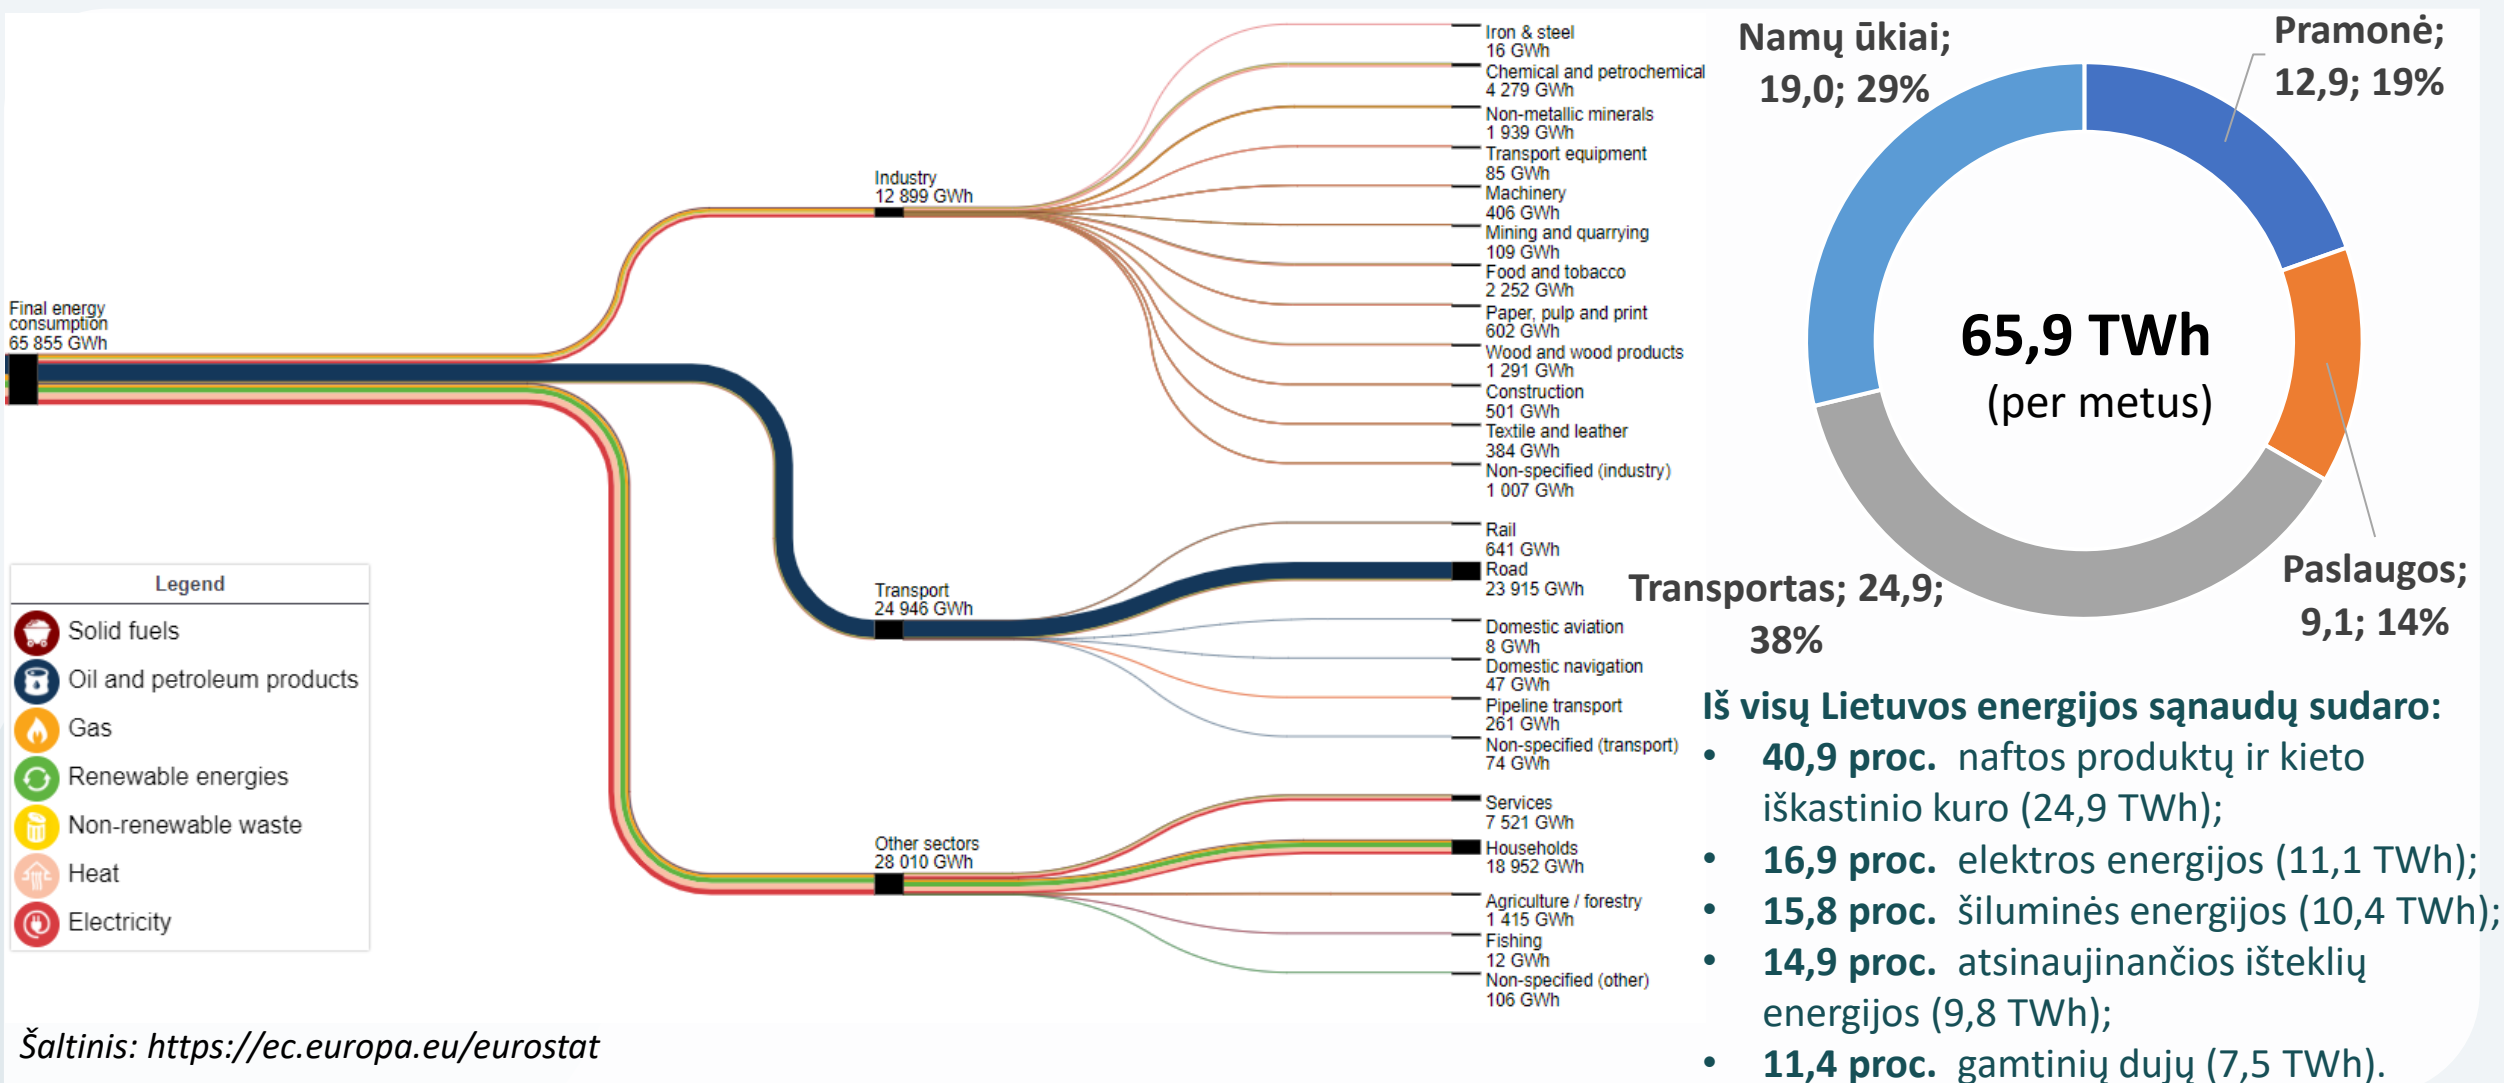 Final energy
consumption
65 855 GWh
Industry
12 899 GWh
Transport
24 946 GWh
Other sectors
28 010 GWh
Iron & steel
16 GWh
Chemical and petrochemical
4 279 GWh
Non-metallic minerals
1 939 GWh
Transport equipment
85 GWh
Machinery
406 GWh
Mining and quarrying
109 GWh
Food and tobacco
2 252 GWh
Paper, pulp and print
602 GWh
Wood and wood products
1 291 GWh
Construction
501 GWh
Textile and leather
384 GWh
Non-specified (industry)
1 007 GWh
Rail
641 GWh
Road
23 915 GWh
Domestic aviation
8 GWh
Domestic navigation
47 GWh
Pipeline transport
261 GWh
Non-specified (transport)
74 GWh
Services
7 521 GWh
Households
18 952 GWh
Agriculture / forestry
1 415 GWh
Fishing
12 GWh
Non-specified (other)
106 GWh
Legend
Solid fuels
Oil and petroleum products
Gas
Renewable energies
Non-renewable waste
Heat
Electricity
Šaltinis: https://ec.europa.eu/eurostat
Namų ūkiai;
19,0; 29%
Pramonė;
12,9; 19%
65,9 TWh
(per metus)
Transportas; 24,9;
38%
Paslaugos;
9,1; 14%
Iš visų Lietuvos energijos sąnaudų sudaro:
• 40,9 proc. naftos produktų ir kieto
iškastinio kuro (24,9 TWh);
• 16,9 proc. elektros energijos (11,1 TWh);
• 15,8 proc. šiluminės energijos (10,4 TWh);
• 14,9 proc. atsinaujinančios išteklių
energijos (9,8 TWh);
• 11,4 proc. gamtinių dujų (7,5 TWh).